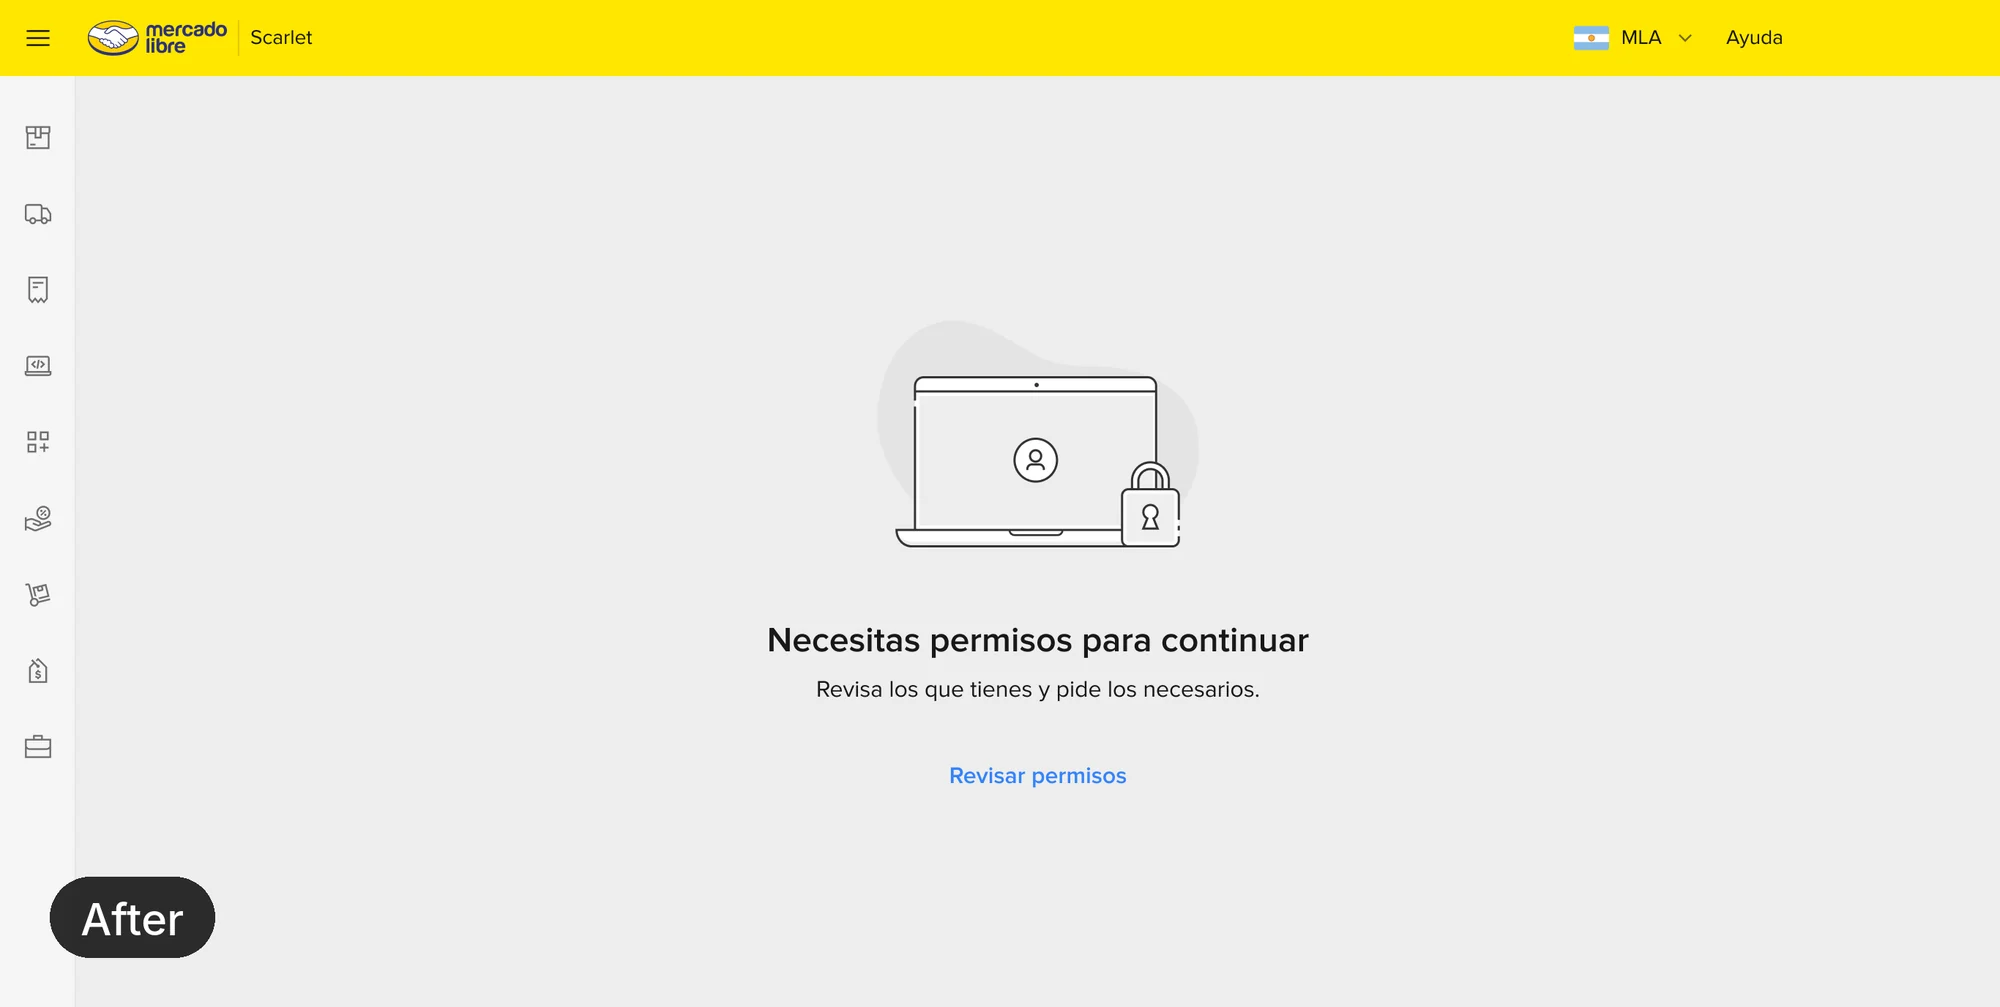 mercado
libre
Scarlet
MLA
Ayuda
Necesitas permisos para continuar
Revisa los que tienes y pide los necesarios.
Revisar permisos
After